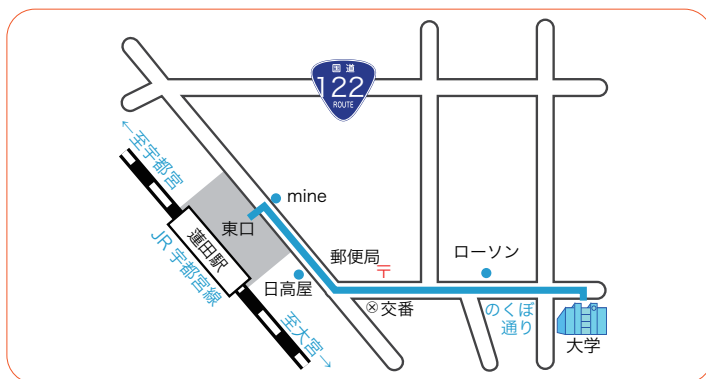 国道
122
ROUTE
←至宇都宮
mine
東口
蓮田駅
JR 宇都宮線
郵便局
〒
ローソン
日高屋
交番
のくぼ
通り
大学
至大宮→